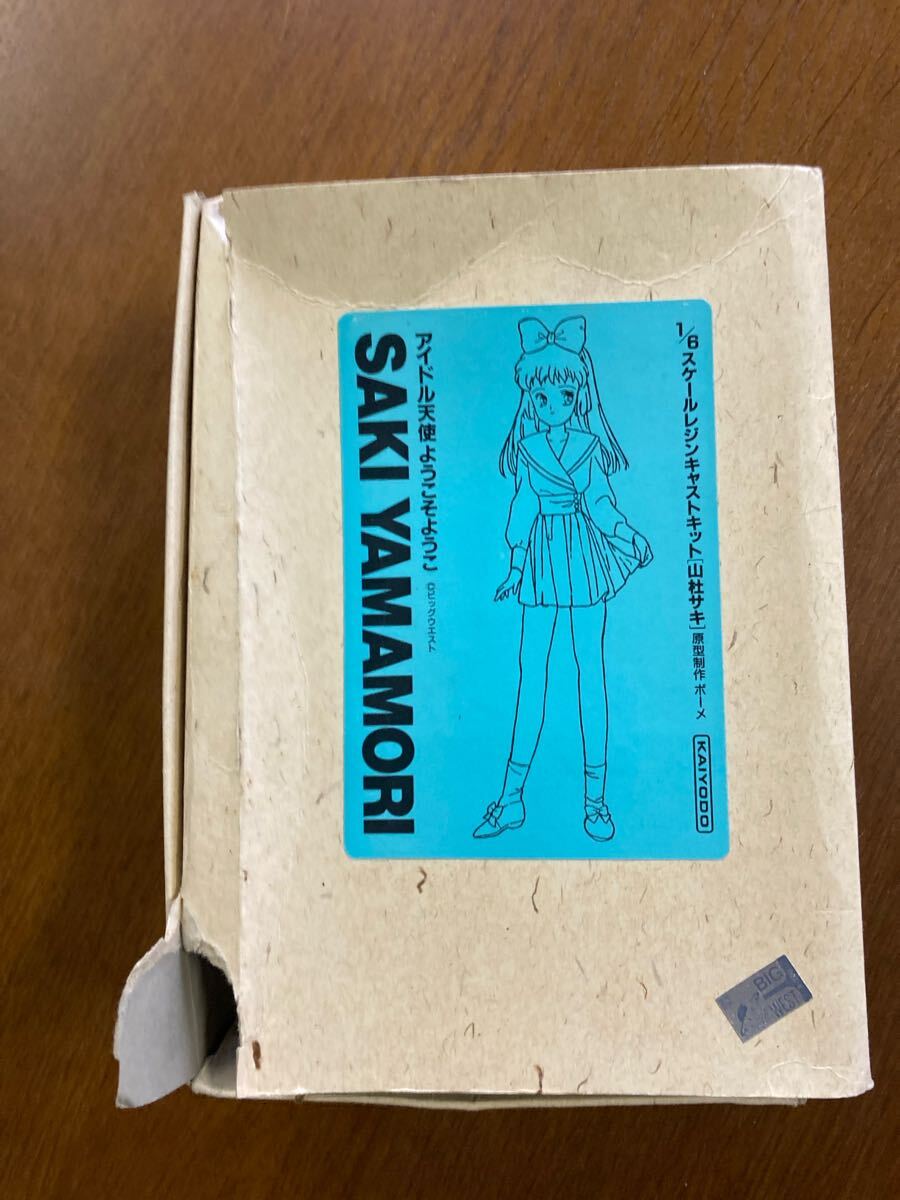 1/6スケールレジンキャストキット[山杜サキ] 原型制作 ボーメ
KAIYODO
アイドル天使 ようこそようこ ©ビッグウエスト
SAKI YAMAMORI
BIG
WEST